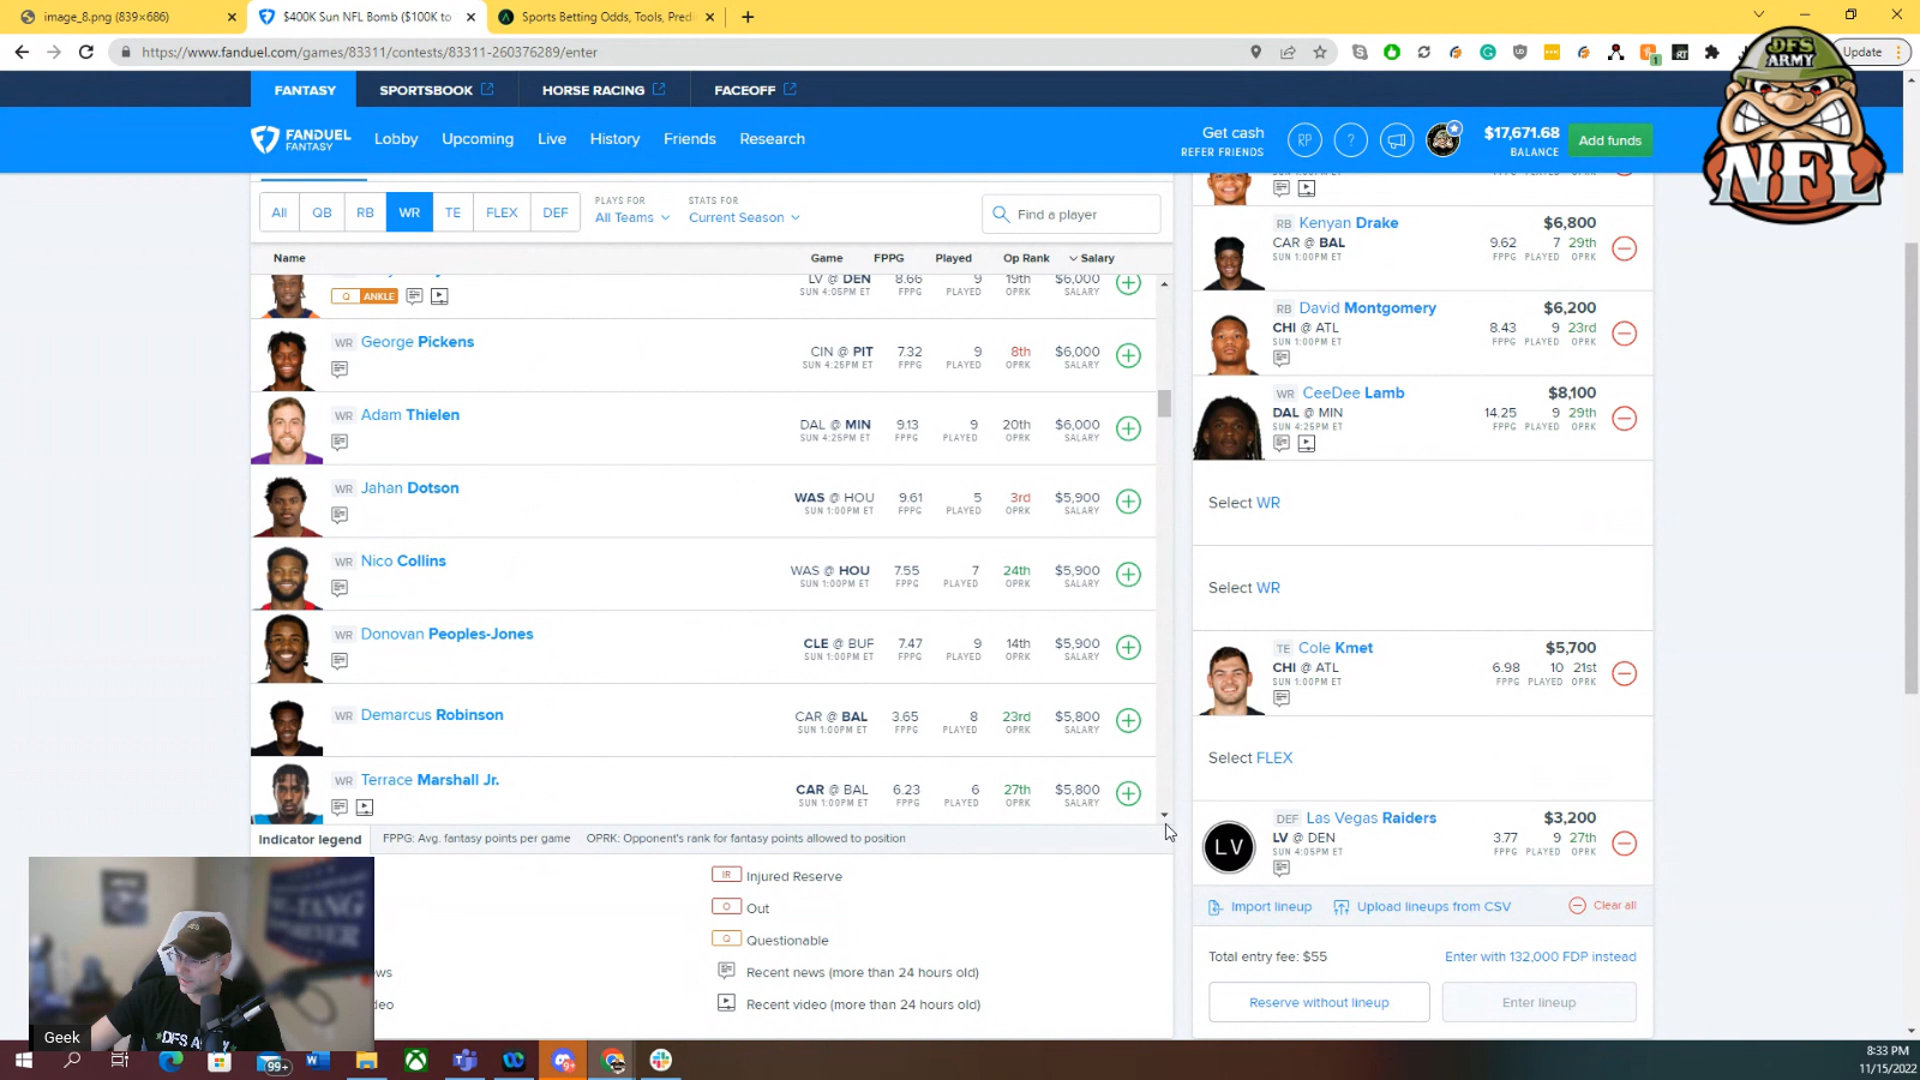 image_8.png (839×686)
$400K Sun NFL Bomb ($100K to
Sports Betting Odds, Tools, Predi
https://www.fanduel.com/games/83311/contests/83311-260376289/enter
Update
FANTASY
SPORTSBOOK
HORSE RACING
FACEOFF
DFS
ARMY
NFL
FANDUEL
FANTASY
Lobby
Upcoming
Live
History
Friends
Research
Get cash
REFER FRIENDS
RP
?
$17,671.68
BALANCE
Add funds
All
QB
RB
WR
TE
FLEX
DEF
PLAYS FOR
All Teams
STATS FOR
Current Season
Find a player
Name
Game
FPPG
Played
Op Rank
Salary
Q ANKLE
LV @ DEN 8.66 9 19th $6,000
SUN 4:05PM ET FPPG PLAYED OPRK SALARY
WR George Pickens
CIN @ PIT 7.32 9 8th $6,000
SUN 4:25PM ET FPPG PLAYED OPRK SALARY
WR Adam Thielen
DAL @ MIN 9.13 9 20th $6,000
SUN 4:25PM ET FPPG PLAYED OPRK SALARY
WR Jahan Dotson
WAS @ HOU 9.61 5 3rd $5,900
SUN 1:00PM ET FPPG PLAYED OPRK SALARY
WR Nico Collins
WAS @ HOU 7.55 7 24th $5,900
SUN 1:00PM ET FPPG PLAYED OPRK SALARY
WR Donovan Peoples-Jones
CLE @ BUF 7.47 9 14th $5,900
SUN 1:00PM ET FPPG PLAYED OPRK SALARY
WR Demarcus Robinson
CAR @ BAL 3.65 8 23rd $5,800
SUN 1:00PM ET FPPG PLAYED OPRK SALARY
WR Terrace Marshall Jr.
CAR @ BAL 6.23 6 27th $5,800
SUN 1:00PM ET FPPG PLAYED OPRK SALARY
Indicator legend
FPPG: Avg. fantasy points per game
OPRK: Opponent's rank for fantasy points allowed to position
IR Injured Reserve
O Out
Q Questionable
Recent news (more than 24 hours old)
Recent video (more than 24 hours old)
RB Kenyan Drake $6,800
CAR @ BAL 9.62 7 29th
SUN 1:00PM ET FPPG PLAYED OPRK
RB David Montgomery $6,200
CHI @ ATL 8.43 9 23rd
SUN 1:00PM ET FPPG PLAYED OPRK
WR CeeDee Lamb $8,100
DAL @ MIN 14.25 9 29th
SUN 4:25PM ET FPPG PLAYED OPRK
Select WR
Select WR
TE Cole Kmet $5,700
CHI @ ATL 6.98 10 21st
SUN 1:00PM ET FPPG PLAYED OPRK
Select FLEX
LV
DEF Las Vegas Raiders $3,200
LV @ DEN 3.77 9 27th
SUN 4:05PM ET FPPG PLAYED OPRK
Import lineup
Upload lineups from CSV
Clear all
Total entry fee: $55
Enter with 132,000 FDP instead
Reserve without lineup
Enter lineup
Geek
99+
8:33 PM
11/15/2022